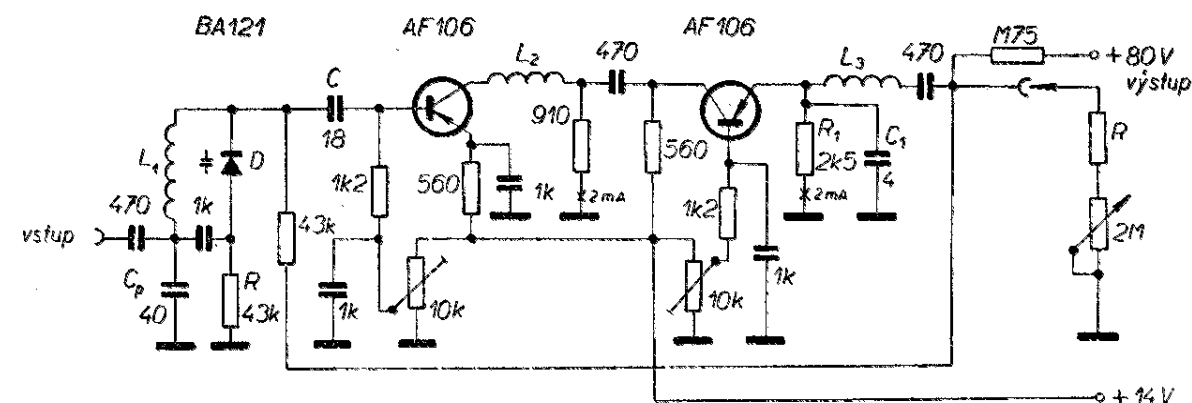 BA121 AF106 AF106
M75
+80V
výstup
L2 470 L3 470
C
18
910
560
R1
2k5
C1
4
L1
D
1k2
560
1k
×2mA
1k2
×2mA
R
2M
470 1k
43k
vstup
Cp
40
R
43k
1k
10k
10k
1k
+14V